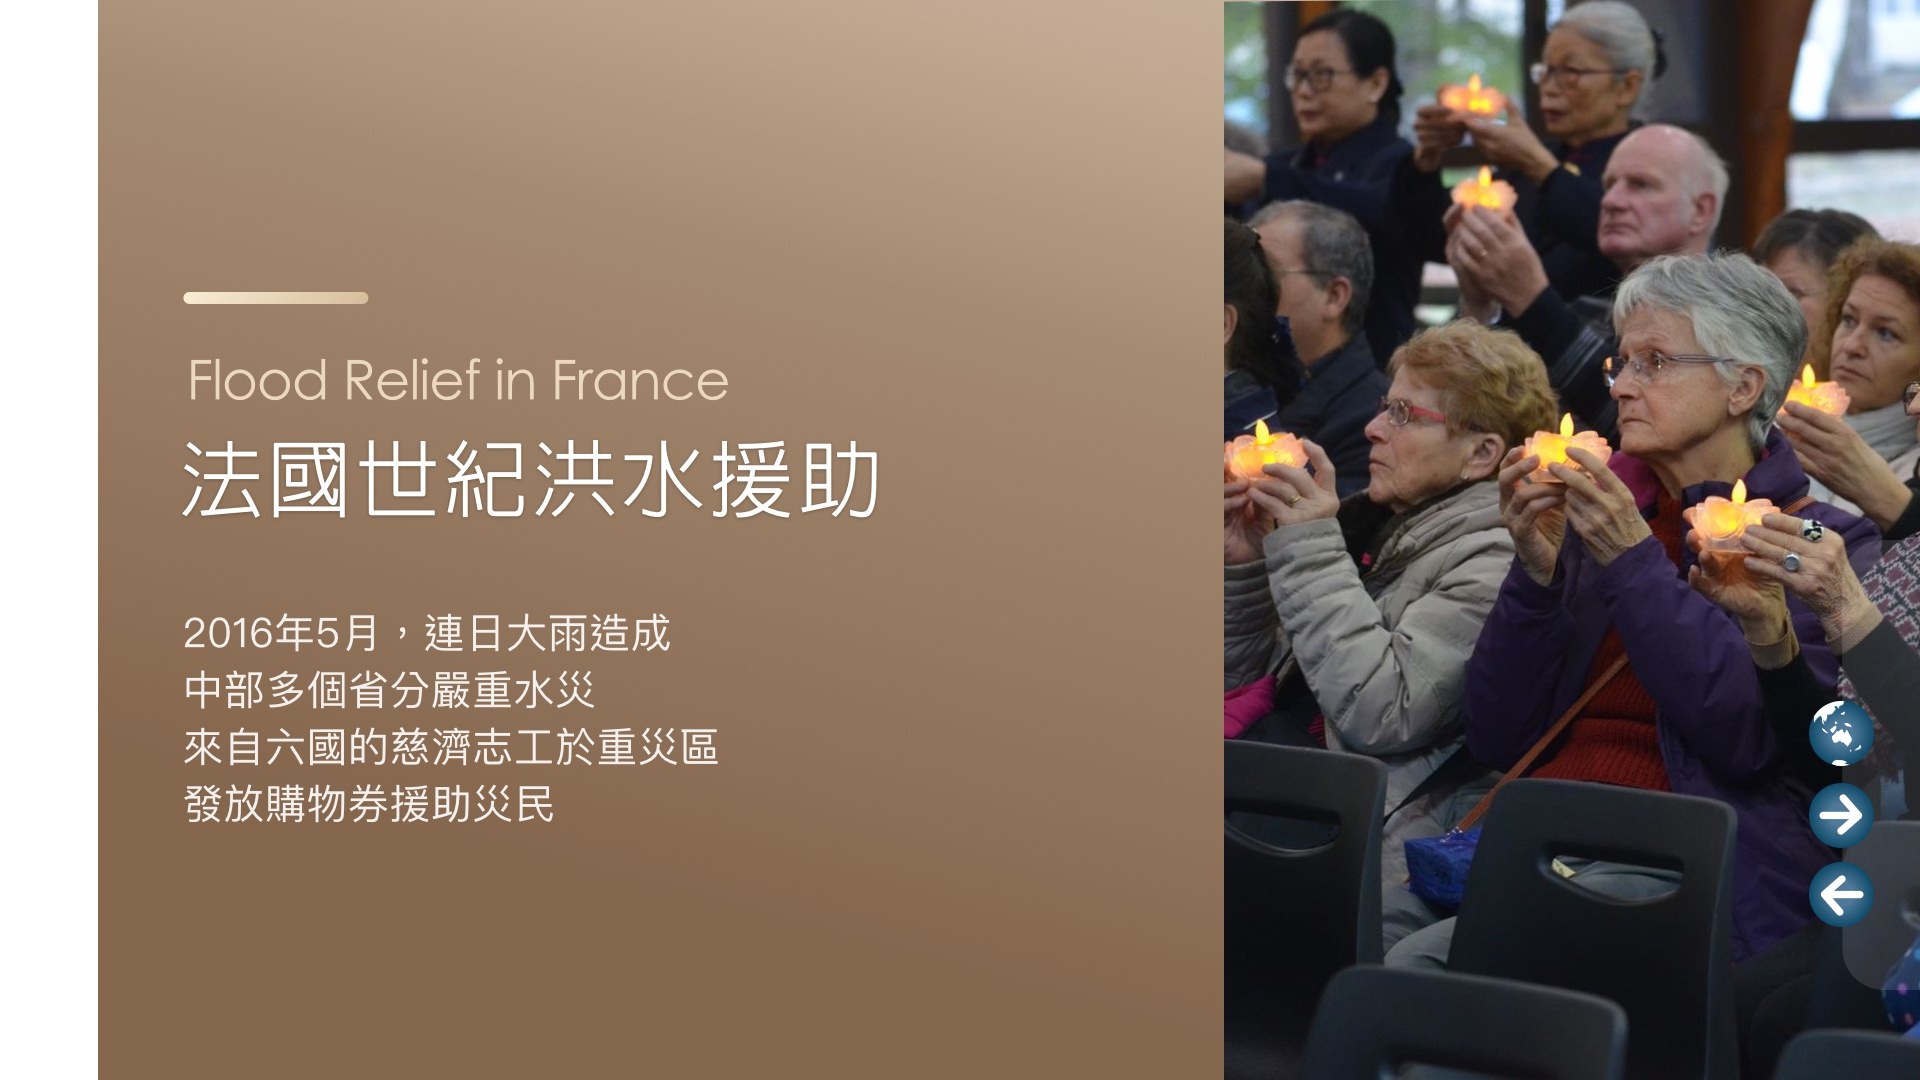 Flood Relief in France
法國世紀洪水援助
2016年5月，連日大雨造成
中部多個省分嚴重水災
來自六國的慈濟志工於重災區
發放購物券援助災民